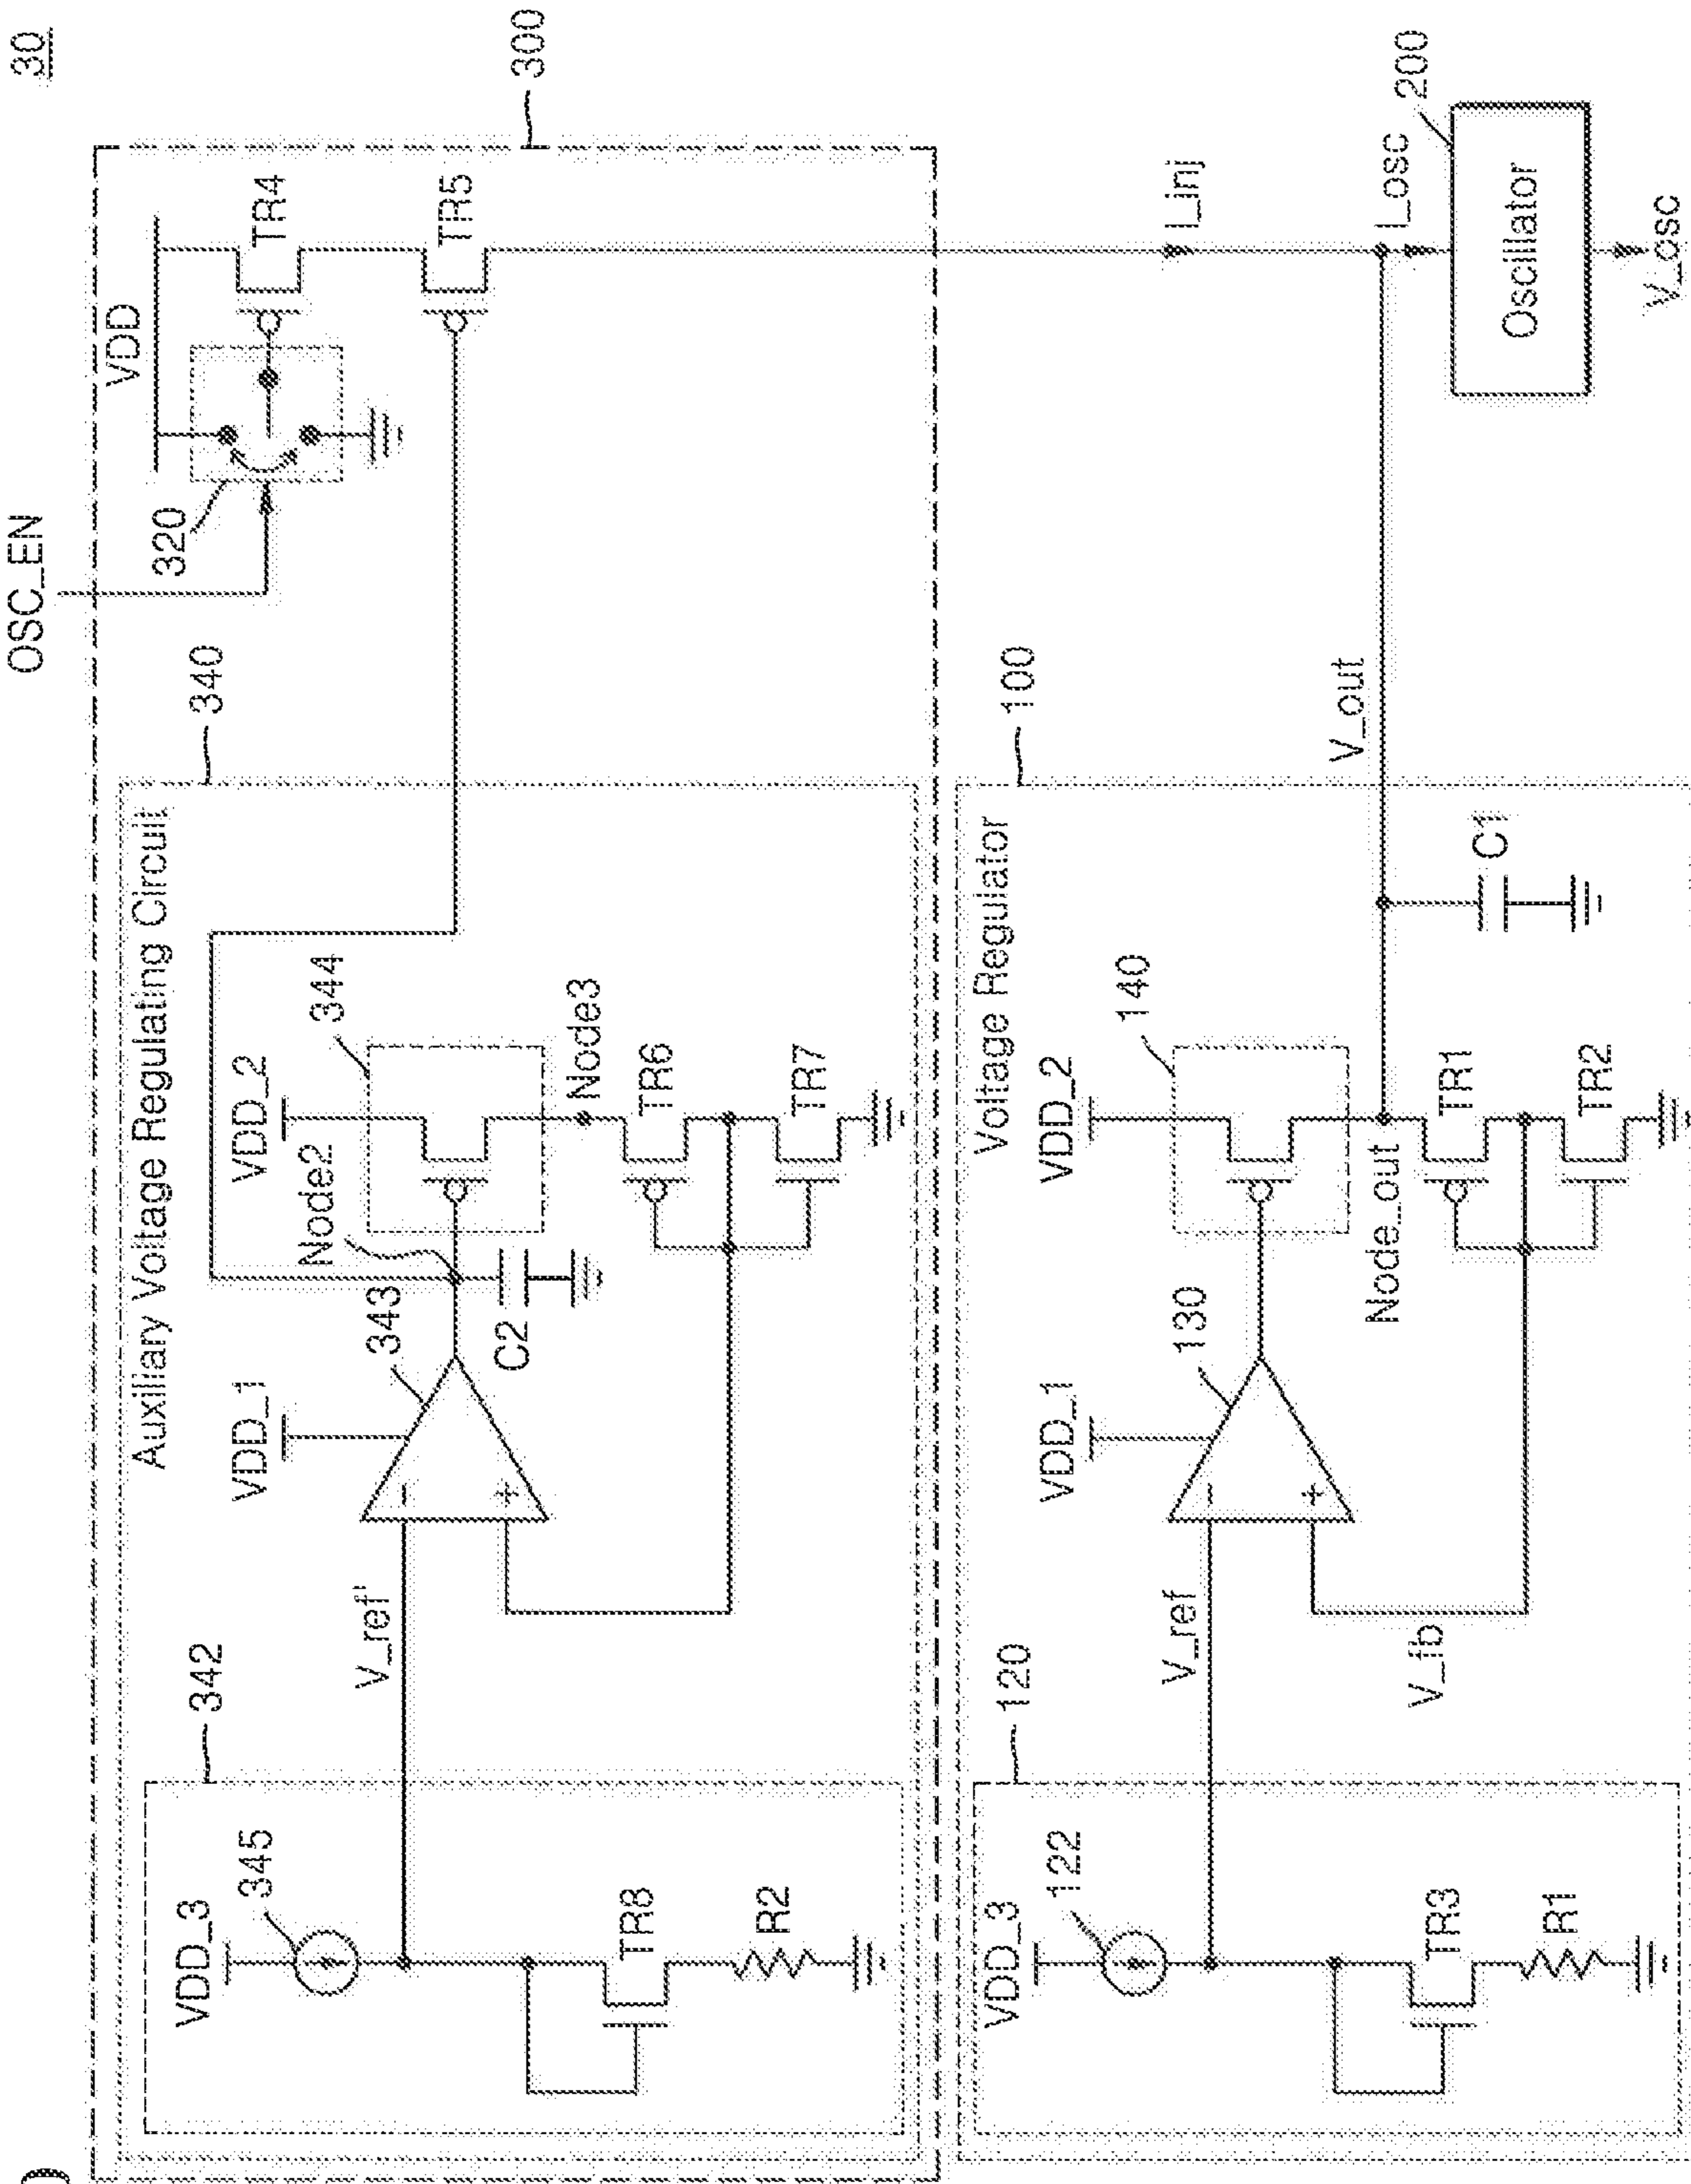 30
OSC_EN
300
VDD
TR4
320
TR5
340
Auxiliary Voltage Regulating Circuit
344
VDD_2
Node2
Node3
TR6
TR7
343
C2
VDD_1
V_ref'
342
VDD_3
345
TR8
R2
I_inj
I_osc
200
Oscillator
V_osc
V_out
100
Voltage Regulator
C1
140
VDD_2
Node_out
TR1
TR2
130
VDD_1
V_ref
V_fb
120
VDD_3
122
TR3
R1